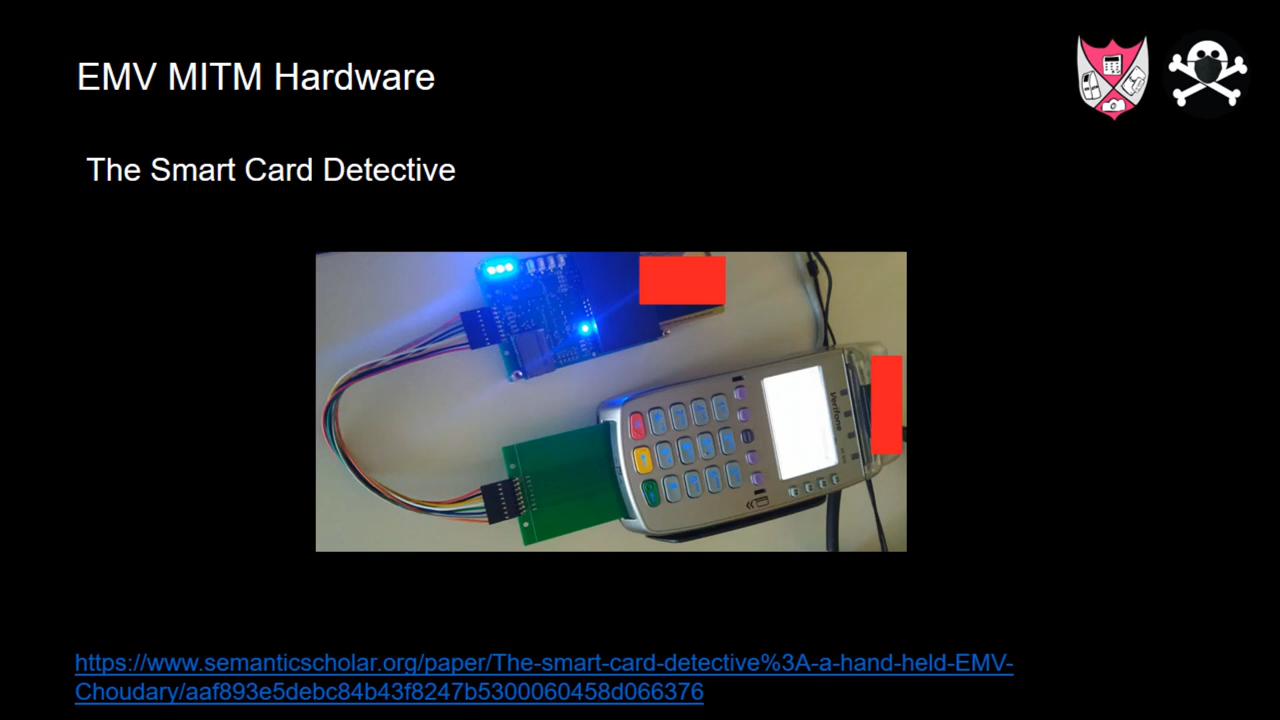 EMV MITM Hardware
The Smart Card Detective
Verifone
https://www.semanticscholar.org/paper/The-smart-card-detective%3A-a-hand-held-EMV-
Choudary/aaf893e5debc84b43f8247b5300060458d066376